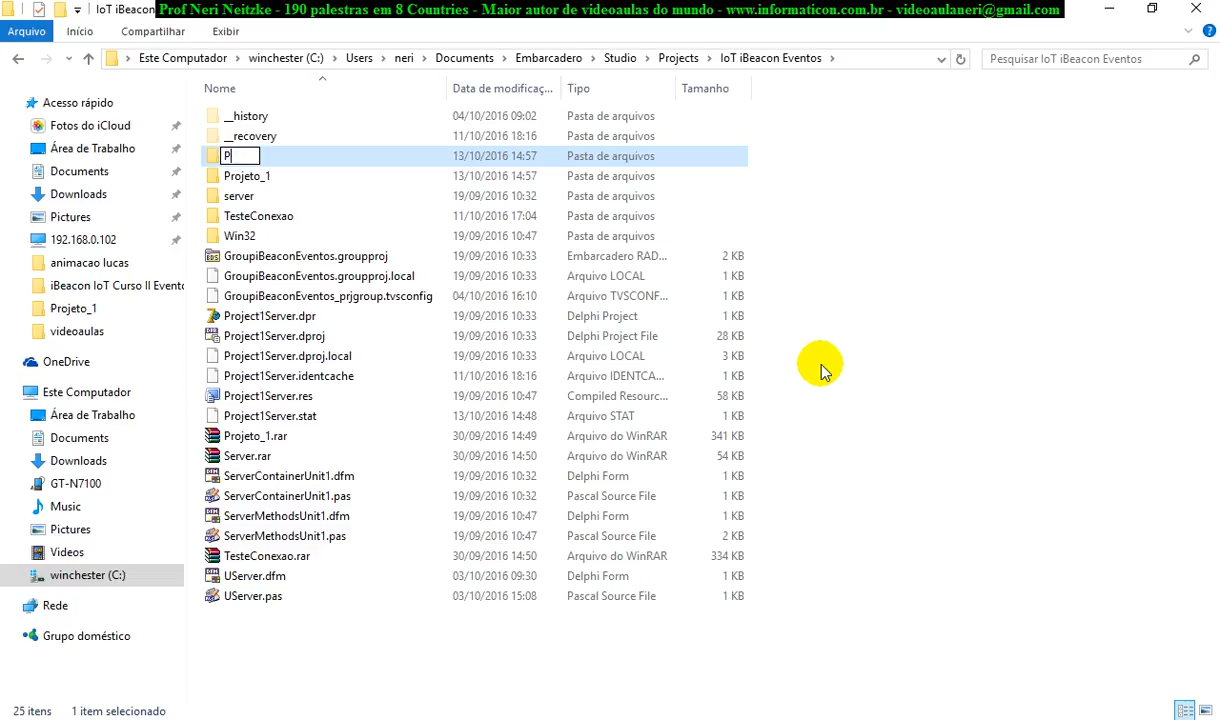 IoT iBeacon
Prof Neri Neitzke - 190 palestras em 8 Countries - Maior autor de videoaulas do mundo - www.informaticon.com.br - videoaulaneri@gmail.com
Arquivo Início Compartilhar Exibir
Este Computador winchester (C:) Users neri Documents Embarcadero Studio Projects IoT iBeacon Eventos
Pesquisar IoT iBeacon Eventos
Nome Data de modificaç... Tipo Tamanho
Acesso rápido
Fotos do iCloud
Área de Trabalho
Documents
Downloads
Pictures
192.168.0.102
animacao lucas
iBeacon IoT Curso II Evento
Projeto_1
videoaulas
OneDrive
Este Computador
Área de Trabalho
Documents
Downloads
GT-N7100
Music
Pictures
Videos
winchester (C:)
Rede
Grupo doméstico
__history 04/10/2016 09:02 Pasta de arquivos
__recovery 11/10/2016 18:16 Pasta de arquivos
P 13/10/2016 14:57 Pasta de arquivos
Projeto_1 13/10/2016 14:57 Pasta de arquivos
server 19/09/2016 10:32 Pasta de arquivos
TesteConexao 11/10/2016 17:04 Pasta de arquivos
Win32 19/09/2016 10:47 Pasta de arquivos
GroupiBeaconEventos.groupproj 19/09/2016 10:33 Embarcadero RAD... 2 KB
GroupiBeaconEventos.groupproj.local 19/09/2016 10:33 Arquivo LOCAL 1 KB
GroupiBeaconEventos_prjgroup.tvsconfig 04/10/2016 16:10 Arquivo TVSCONF... 1 KB
Project1Server.dpr 19/09/2016 10:33 Delphi Project 1 KB
Project1Server.dproj 19/09/2016 10:33 Delphi Project File 28 KB
Project1Server.dproj.local 19/09/2016 10:33 Arquivo LOCAL 3 KB
Project1Server.identcache 11/10/2016 18:16 Arquivo IDENTCA... 1 KB
Project1Server.res 19/09/2016 10:47 Compiled Resourc... 58 KB
Project1Server.stat 13/10/2016 14:48 Arquivo STAT 1 KB
Projeto_1.rar 30/09/2016 14:49 Arquivo do WinRAR 341 KB
Server.rar 30/09/2016 14:50 Arquivo do WinRAR 54 KB
ServerContainerUnit1.dfm 19/09/2016 10:32 Delphi Form 1 KB
ServerContainerUnit1.pas 19/09/2016 10:32 Pascal Source File 1 KB
ServerMethodsUnit1.dfm 19/09/2016 10:47 Delphi Form 1 KB
ServerMethodsUnit1.pas 19/09/2016 10:47 Pascal Source File 2 KB
TesteConexao.rar 30/09/2016 14:50 Arquivo do WinRAR 334 KB
UServer.dfm 03/10/2016 09:30 Delphi Form 1 KB
UServer.pas 03/10/2016 15:08 Pascal Source File 1 KB
25 itens 1 item selecionado